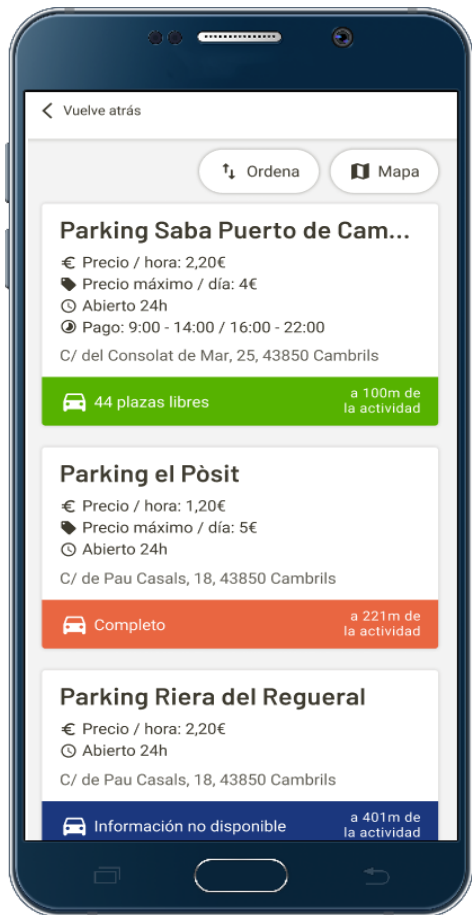 Vuelve atrás
Ordena
Mapa
Parking Saba Puerto de Cam...
Precio / hora: 2,20€
Precio máximo / día: 4€
Abierto 24h
Pago: 9:00 - 14:00 / 16:00 - 22:00
C/ del Consolat de Mar, 25, 43850 Cambrils
44 plazas libres
a 100m de
la actividad
Parking el Pòsit
Precio / hora: 1,20€
Precio máximo / día: 5€
Abierto 24h
C/ de Pau Casals, 18, 43850 Cambrils
Completo
a 221m de
la actividad
Parking Riera del Regueral
Precio / hora: 2,20€
Abierto 24h
C/ de Pau Casals, 18, 43850 Cambrils
Información no disponible
a 401m de
la actividad